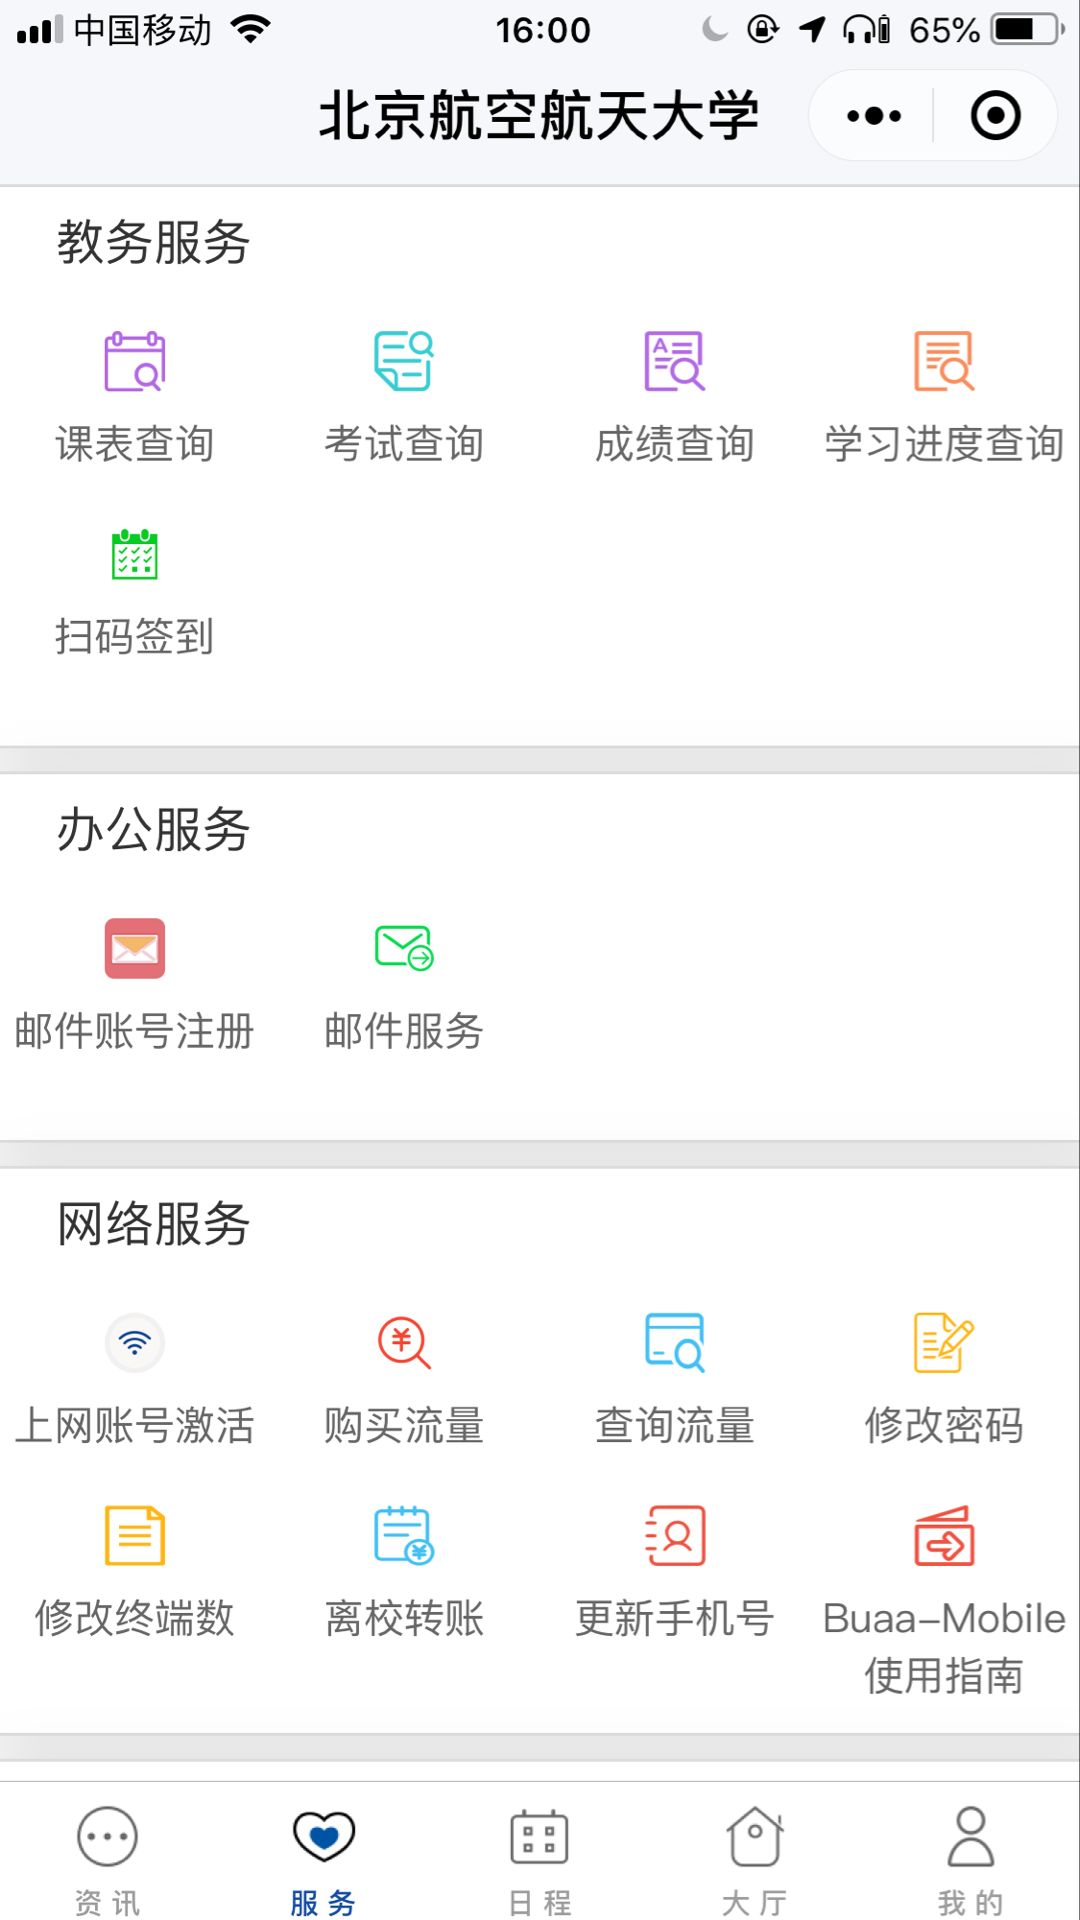 中国移动 16:00 65%
北京航空航天大学
教务服务
课表查询 考试查询 成绩查询 学习进度查询
扫码签到
办公服务
邮件账号注册 邮件服务
网络服务
上网账号激活 购买流量 查询流量 修改密码
修改终端数 离校转账 更新手机号 Buaa-Mobile
使用指南
资讯 服务 日程 大厅 我的